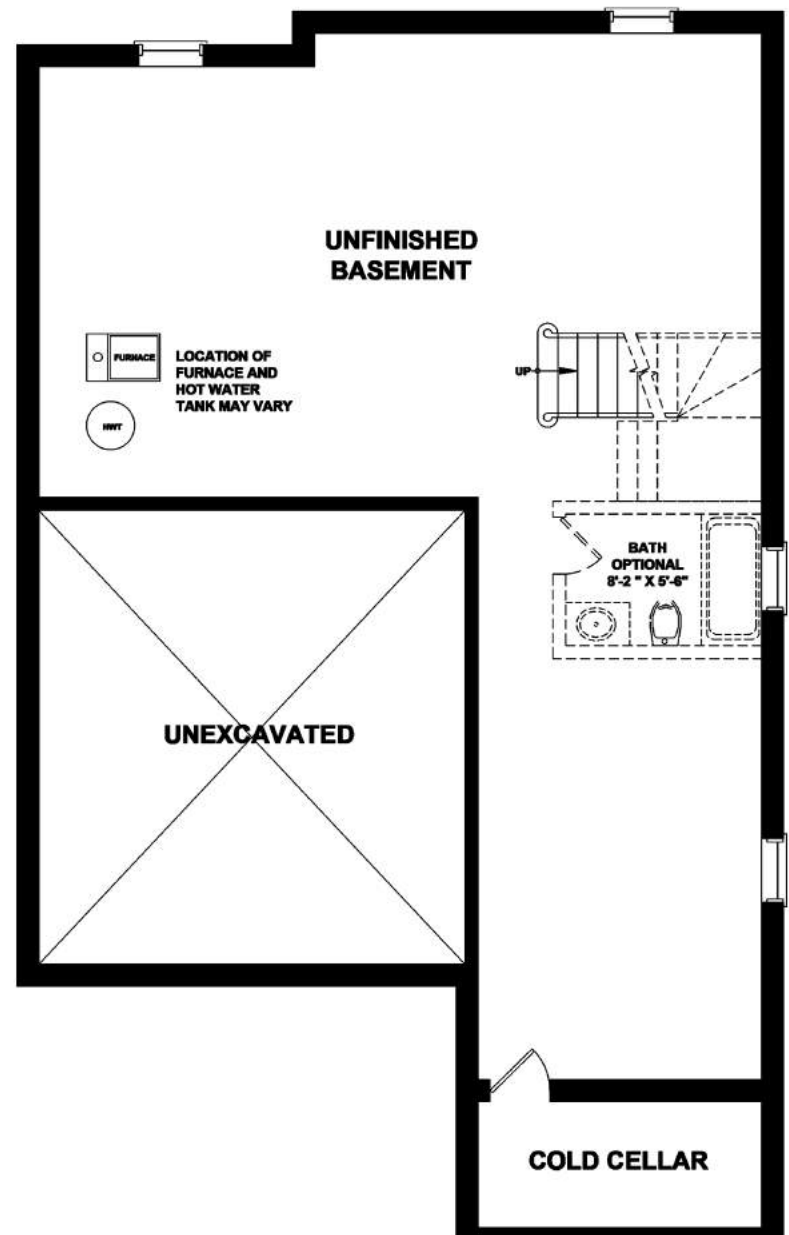 UNFINISHED
BASEMENT
FURNACE
LOCATION OF
FURNACE AND
HOT WATER
TANK MAY VARY
HWT
UP
BATH
OPTIONAL
8'-2 " X 5'-6"
UNEXCAVATED
COLD CELLAR